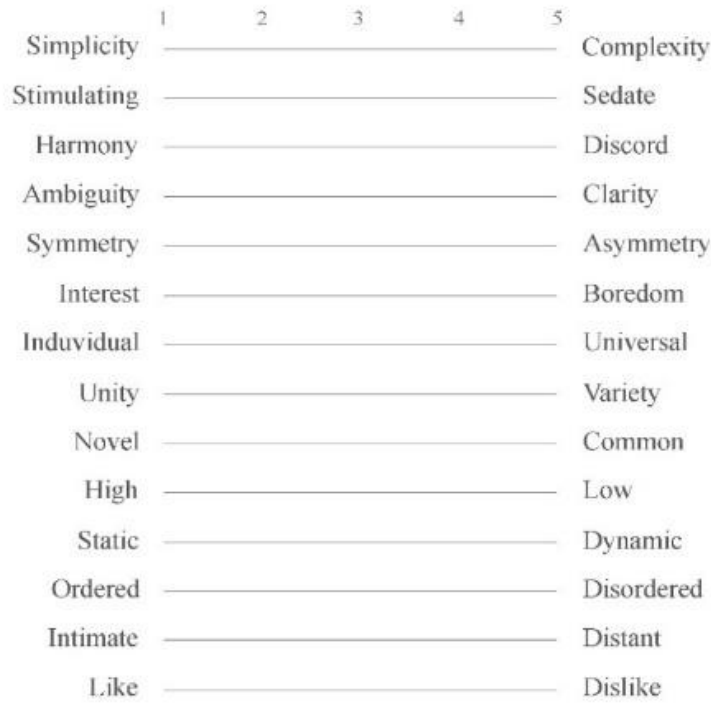 1 2 3 4 5
Simplicity Complexity
Stimulating Sedate
Harmony Discord
Ambiguity Clarity
Symmetry Asymmetry
Interest Boredom
Induvidual Universal
Unity Variety
Novel Common
High Low
Static Dynamic
Ordered Disordered
Intimate Distant
Like Dislike